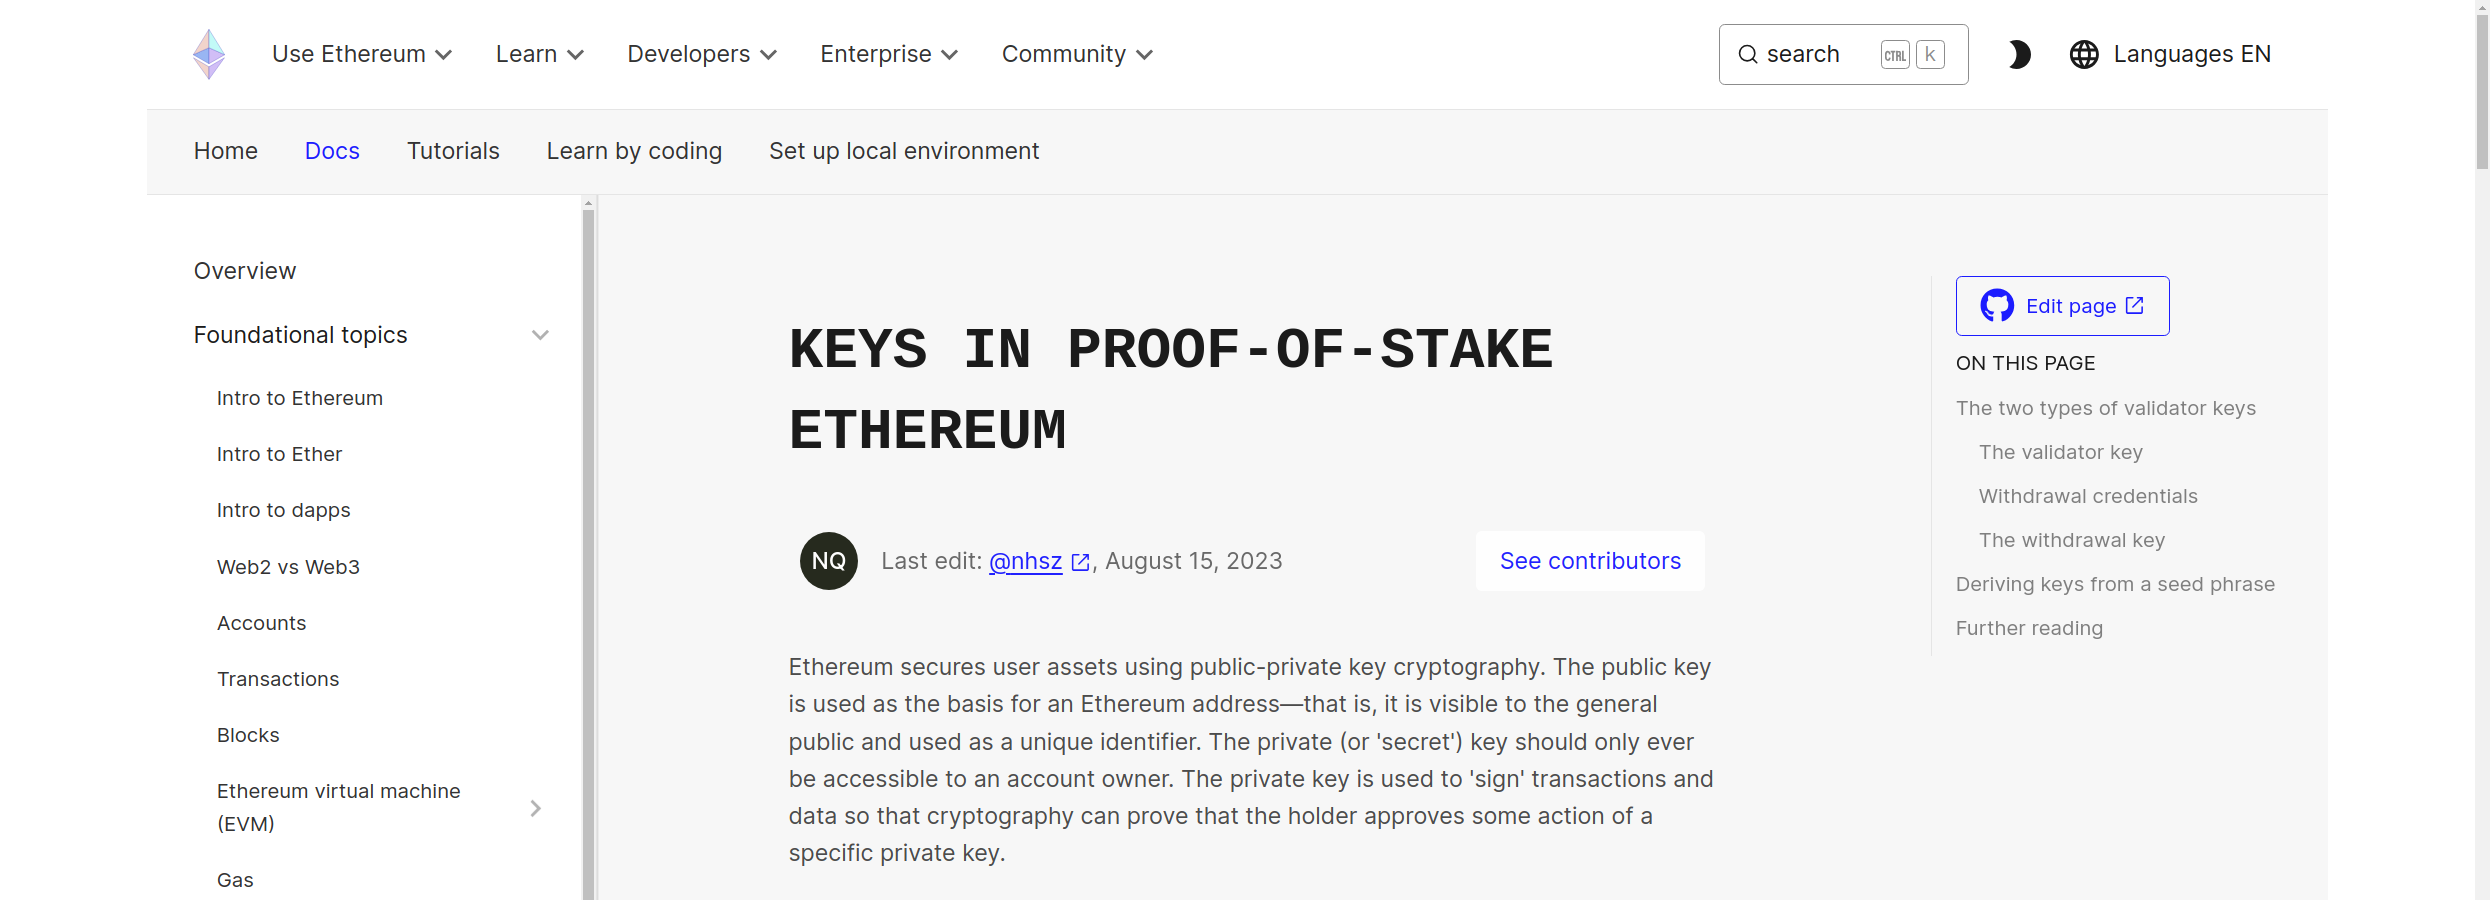 Use Ethereum
Learn
Developers
Enterprise
Community
search
CTRL
k
Languages EN
Home
Docs
Tutorials
Learn by coding
Set up local environment
Overview
Foundational topics
Intro to Ethereum
Intro to Ether
Intro to dapps
Web2 vs Web3
Accounts
Transactions
Blocks
Ethereum virtual machine
(EVM)
Gas
KEYS IN PROOF-OF-STAKE
ETHEREUM
NQ
Last edit: @nhsz, August 15, 2023
See contributors
Ethereum secures user assets using public-private key cryptography. The public key
is used as the basis for an Ethereum address—that is, it is visible to the general
public and used as a unique identifier. The private (or 'secret') key should only ever
be accessible to an account owner. The private key is used to 'sign' transactions and
data so that cryptography can prove that the holder approves some action of a
specific private key.
Edit page
ON THIS PAGE
The two types of validator keys
The validator key
Withdrawal credentials
The withdrawal key
Deriving keys from a seed phrase
Further reading